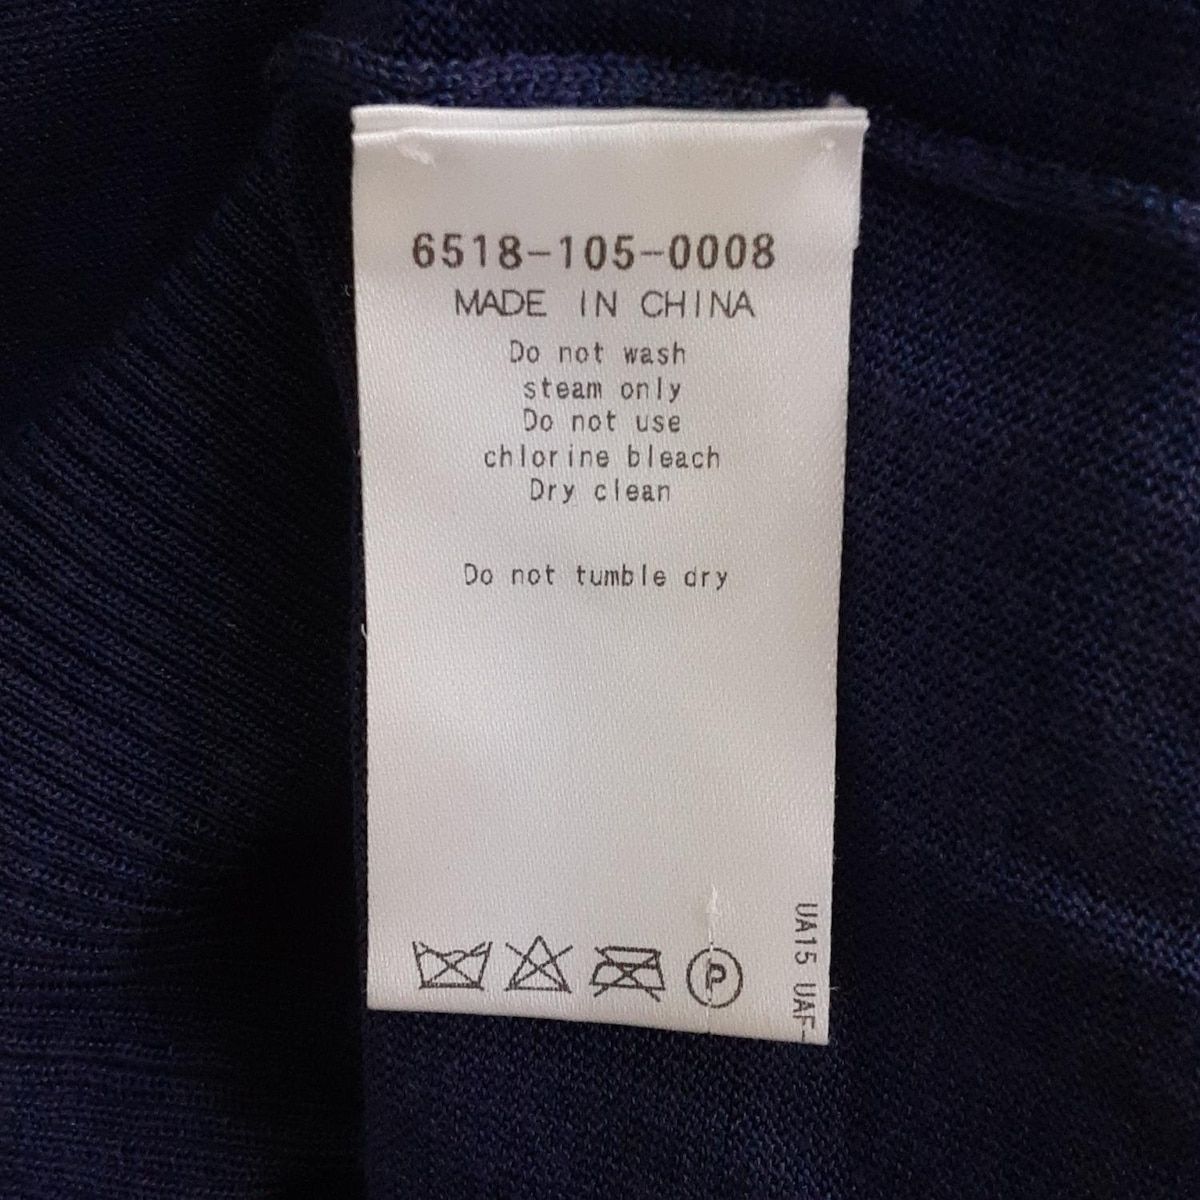 6518-105-0008
MADE IN CHINA
Do not wash
steam only
Do not use
chlorine bleach
Dry clean
Do not tumble dry
P
UA15 UAF-